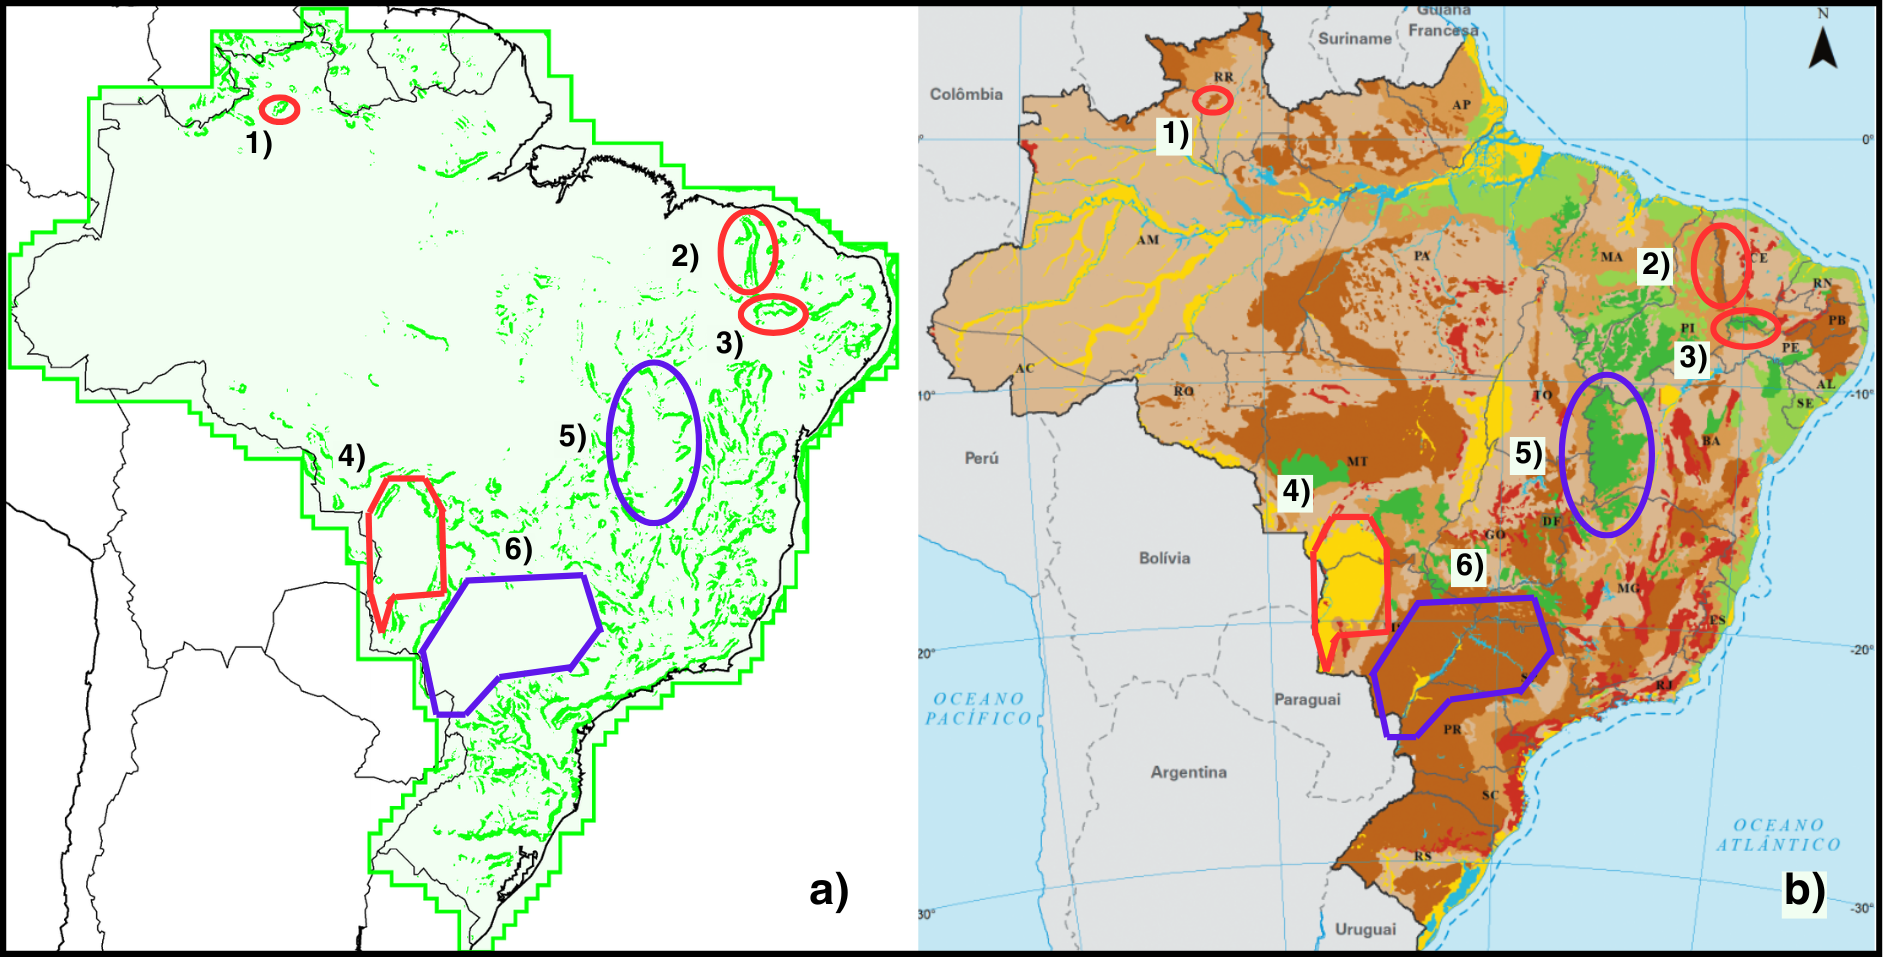 1)
2)
3)
4)
5)
6)
a)
Guiana
Francesa
Suriname
N
Colômbia
RR
AP
1)
0°
AM
PA
MA
2)
CE
RN
PB
PI
3)
PE
AC
RO
TO
AL
SE
10°
-10°
Perú
MT
5)
BA
4)
DF
GO
Bolívia
6)
MG
ES
20°
-20°
S
RJ
OCEANO
PACÍFICO
Paraguai
PR
Argentina
SC
OCEANO
ATLÂNTICO
RS
b)
30°
-30°
Uruguai